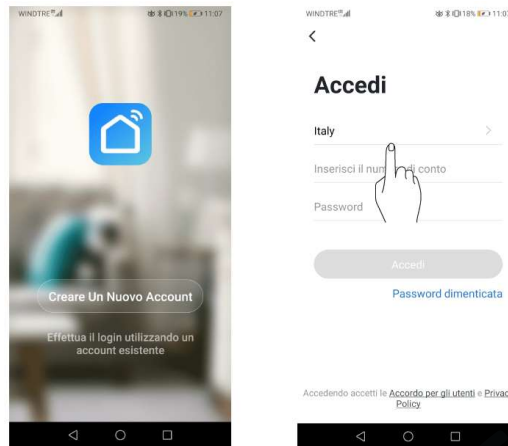 WINDTRE
19%
11:07
Creare Un Nuovo Account
Effettua il login utilizzando un
account esistente
WINDTRE
18%
11:07
Accedi
Italy
Inserisci il di conto
Password
Accedi
Password dimenticata
Accedendo accetti le Accordo per gli utenti e
Policy